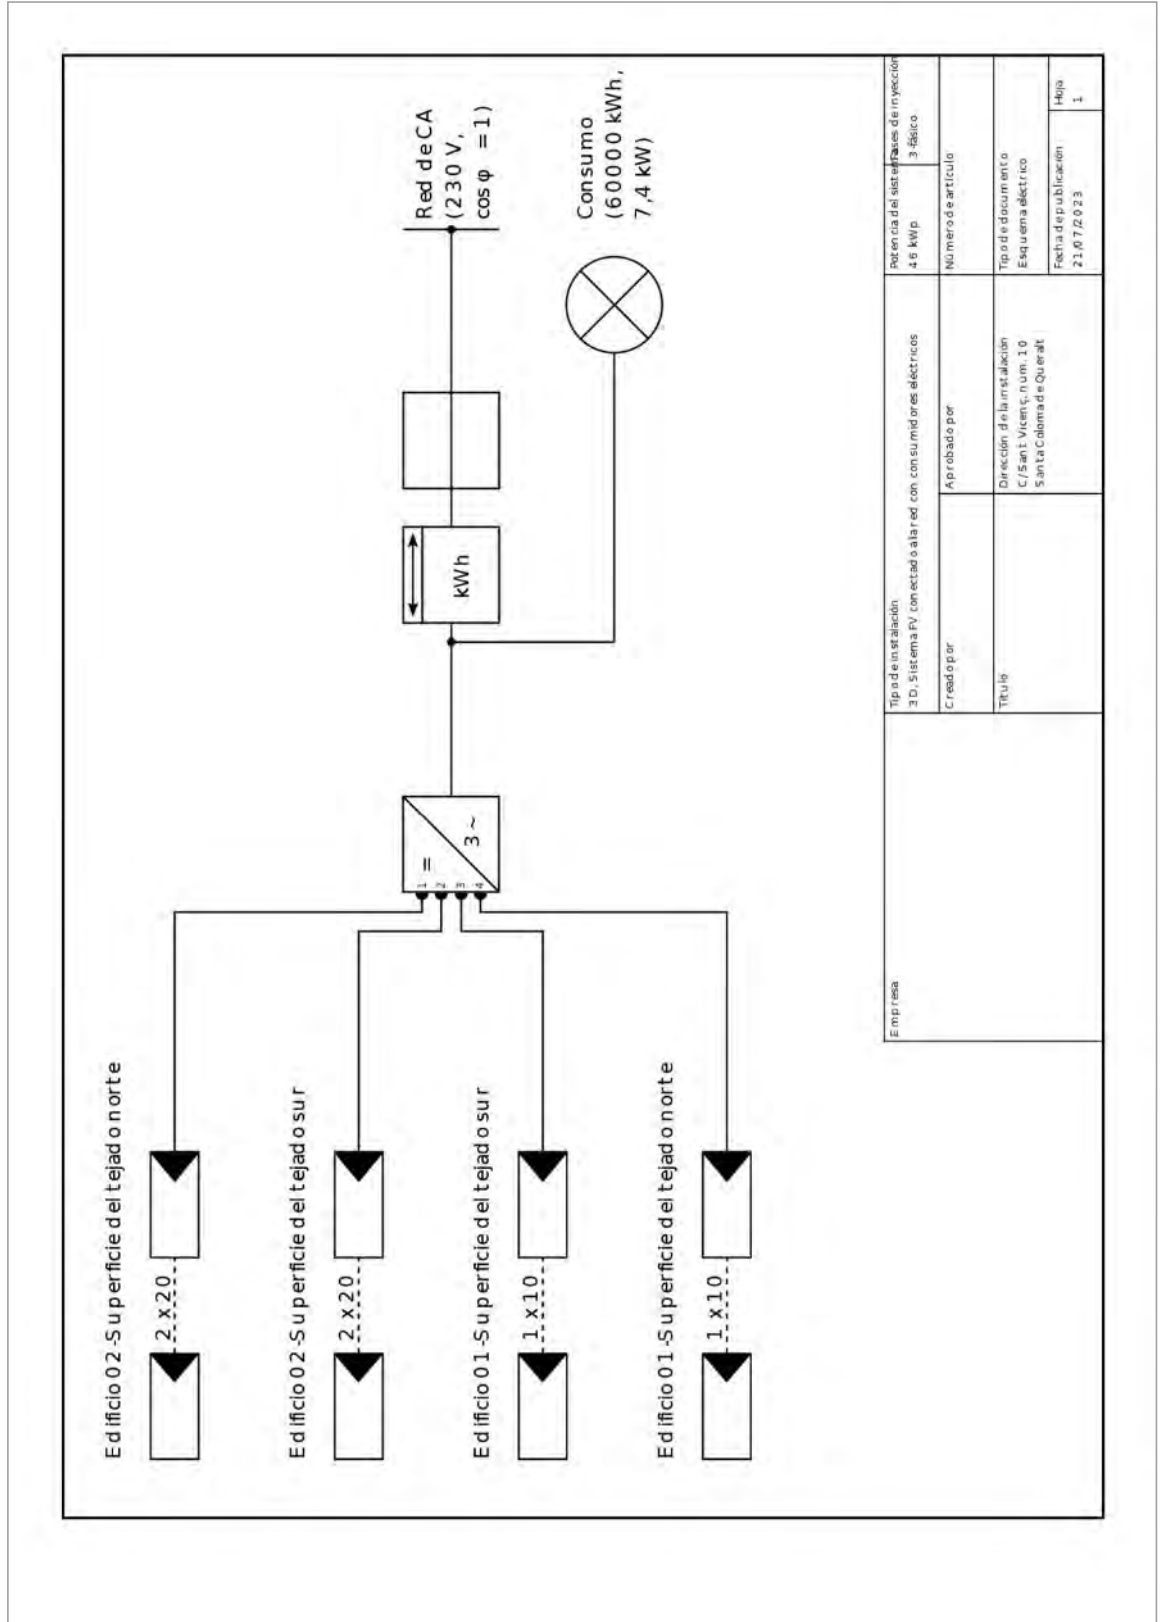 Edificio 02-Superficie del tejado norte
2 x20
Edificio 02-Superficie del tejado sur
2 x20
Edificio 01-Superficie del tejado sur
1 x10
Edificio 01-Superficie del tejado norte
1 x10
1
2
3
4
=
3 ~
kWh
Red de CA
(230 V,
cos φ =1)
Consumo
(60000 kWh,
7,4 kW)
Empresa
Tipo de instalación
3D, Sistema FV conectado a la red con consumidores eléctricos
Creado por
Aprobado por
Título
Dirección de la instalación
C/Sant Vicenç, núm. 10
Santa Coloma de Queralt
Potencia del sistem
46 kWp
Fases de inyección
3-fásico
Número de artículo
Tipo de documento
Esquema eléctrico
Fecha de publicación
21/07/2023
Hoja
1